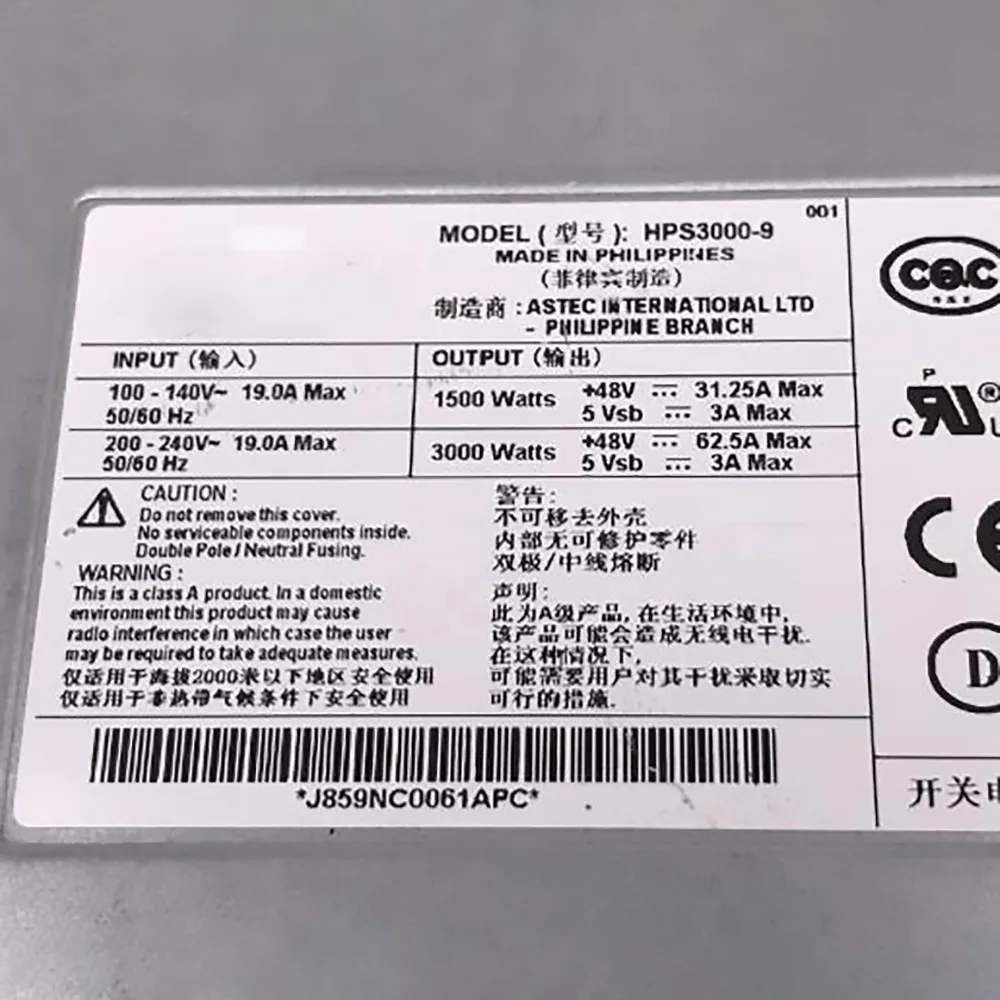 001
MODEL ( 型号 ): HPS3000-9
MADE IN PHILIPPINES
(菲律宾制造)
制造商 : ASTEC INTERNATIONAL LTD
- PHILIPPINE BRANCH
INPUT (输入)
OUTPUT (输出)
100 - 140V~ 19.0A Max
50/60 Hz
1500 Watts
+48V ⎓ 31.25A Max
5 Vsb ⎓ 3A Max
200 - 240V~ 19.0A Max
50/60 Hz
3000 Watts
+48V ⎓ 62.5A Max
5 Vsb ⎓ 3A Max
CAUTION :
Do not remove this cover.
No serviceable components inside.
Double Pole / Neutral Fusing.
WARNING :
This is a class A product. In a domestic
environment this product may cause
radio interference in which case the user
may be required to take adequate measures.
仅适用于海拔2000米以下地区安全使用
仅适用于非热带气候条件下安全使用
警告:
不可移去外壳
内部无可修护零件
双极/中线熔断
声明:
此为A级产品, 在生活环境中,
该产品可能会造成无线电干扰.
在这种情况下,
可能需要用户对其干扰采取切实
可行的措施.
*J859NC0061APC*
CQC
P
C RU® U
CE
D
开关